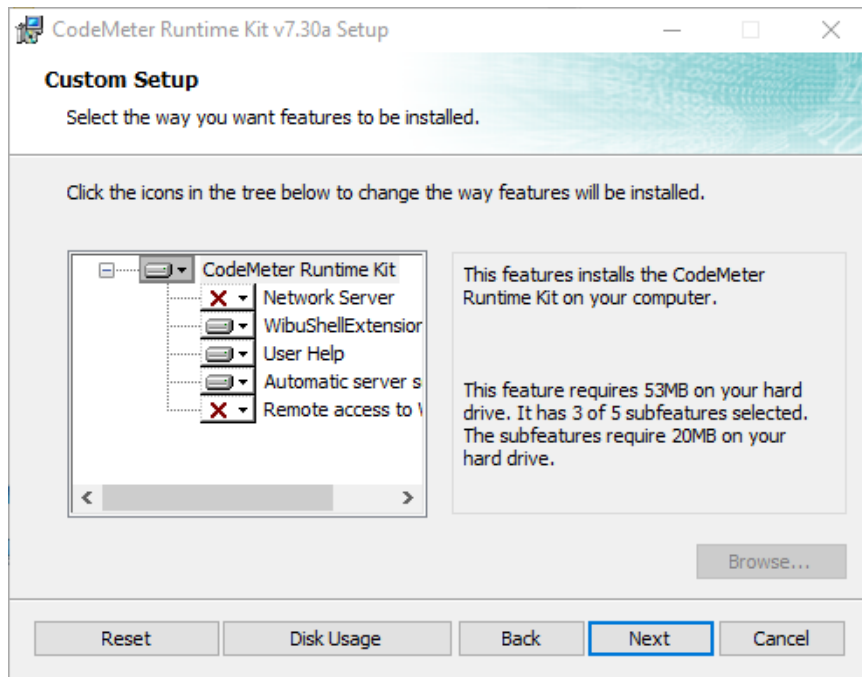 CodeMeter Runtime Kit v7.30a Setup
Custom Setup
Select the way you want features to be installed.
Click the icons in the tree below to change the way features will be installed.
CodeMeter Runtime Kit
Network Server
WibuShellExtension
User Help
Automatic server s
Remote access to
This features installs the CodeMeter
Runtime Kit on your computer.
This feature requires 53MB on your hard
drive. It has 3 of 5 subfeatures selected.
The subfeatures require 20MB on your
hard drive.
Browse...
Reset
Disk Usage
Back
Next
Cancel